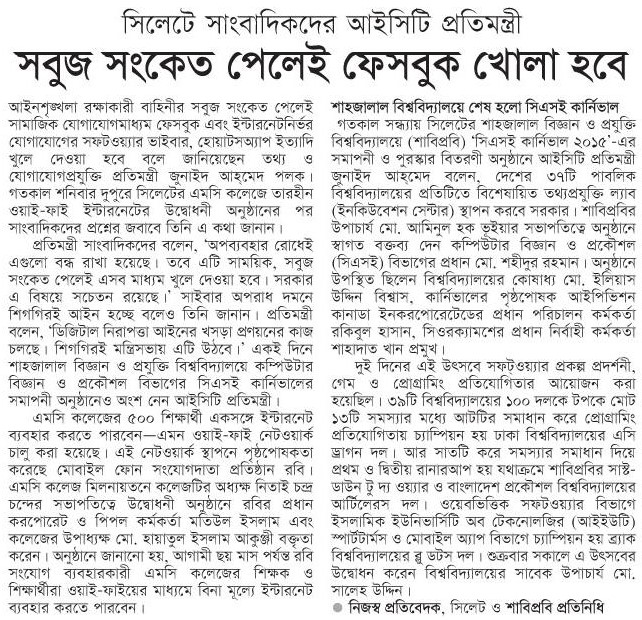 সিলেটে সাংবাদিকদের আইসিটি প্রতিমন্ত্রী
সবুজ সংকেত পেলেই ফেসবুক খোলা হবে
আইনশৃঙ্খলা রক্ষাকারী বাহিনীর সবুজ সংকেত পেলেই
সামাজিক যোগাযোগমাধ্যম ফেসবুক এবং ইন্টারনেটনির্ভর
যোগাযোগের সফটওয়্যার ভাইবার, হোয়াটসঅ্যাপ ইত্যাদি
খুলে দেওয়া হবে বলে জানিয়েছেন তথ্য ও
যোগাযোগপ্রযুক্তি প্রতিমন্ত্রী জুনাইদ আহমেদ পলক।
গতকাল শনিবার দুপুরে সিলেটের এমসি কলেজে তারহীন
ওয়াই-ফাই ইন্টারনেটের উদ্বোধনী অনুষ্ঠানের পর
সাংবাদিকদের প্রশ্নের জবাবে তিনি এ কথা জানান।
প্রতিমন্ত্রী সাংবাদিকদের বলেন, ‘অপব্যবহার রোধেই
এগুলো বন্ধ রাখা হয়েছে। তবে এটি সাময়িক, সবুজ
সংকেত পেলেই এসব মাধ্যম খুলে দেওয়া হবে। সরকার
এ বিষয়ে সচেতন রয়েছে।’ সাইবার অপরাধ দমনে
শিগগিরই আইন হচ্ছে বলেও তিনি জানান। প্রতিমন্ত্রী
বলেন, ‘ডিজিটাল নিরাপত্তা আইনের খসড়া প্রণয়নের কাজ
চলছে। শিগগিরই মন্ত্রিসভায় এটি উঠবে।’ একই দিনে
শাহজালাল বিজ্ঞান ও প্রযুক্তি বিশ্ববিদ্যালয়ে কম্পিউটার
বিজ্ঞান ও প্রকৌশল বিভাগের সিএসই কার্নিভালের
সমাপনী অনুষ্ঠানেও অংশ নেন আইসিটি প্রতিমন্ত্রী।
এমসি কলেজের ৫০০ শিক্ষার্থী একসঙ্গে ইন্টারনেট
ব্যবহার করতে পারবেন—এমন ওয়াই-ফাই নেটওয়ার্ক
চালু করা হয়েছে। এই নেটওয়ার্ক স্থাপনে পৃষ্ঠপোষকতা
করেছে মোবাইল ফোন সংযোগদাতা প্রতিষ্ঠান রবি।
এমসি কলেজ মিলনায়তনে কলেজটির অধ্যক্ষ নিতাই চন্দ্র
চন্দের সভাপতিত্বে উদ্বোধনী অনুষ্ঠানে রবির প্রধান
করপোরেট ও পিপল কর্মকর্তা মতিউল ইসলাম এবং
কলেজের উপাধ্যক্ষ মো. হায়াতুল ইসলাম আকুঞ্জী বক্তৃতা
করেন। অনুষ্ঠানে জানানো হয়, আগামী ছয় মাস পর্যন্ত রবি
সংযোগ ব্যবহারকারী এমসি কলেজের শিক্ষক ও
শিক্ষার্থীরা ওয়াই-ফাইয়ের মাধ্যমে বিনা মূল্যে ইন্টারনেট
ব্যবহার করতে পারবেন।
শাহজালাল বিশ্ববিদ্যালয়ে শেষ হলো সিএসই কার্নিভাল
গতকাল সন্ধ্যায় সিলেটের শাহজালাল বিজ্ঞান ও প্রযুক্তি
বিশ্ববিদ্যালয়ে (শাবিপ্রবি) ‘সিএসই কার্নিভাল ২০১৫’-এর
সমাপনী ও পুরস্কার বিতরণী অনুষ্ঠানে আইসিটি প্রতিমন্ত্রী
জুনাইদ আহমেদ বলেন, দেশের ৩৭টি পাবলিক
বিশ্ববিদ্যালয়ের প্রতিটিতে বিশেষায়িত তথ্যপ্রযুক্তি ল্যাব
(ইনকিউবেশন সেন্টার) স্থাপন করবে সরকার। শাবিপ্রবির
উপাচার্য মো. আমিনুল হক ভূইয়ার সভাপতিত্বে অনুষ্ঠানে
স্বাগত বক্তব্য দেন কম্পিউটার বিজ্ঞান ও প্রকৌশল
(সিএসই) বিভাগের প্রধান মো. শহীদুর রহমান। অনুষ্ঠানে
উপস্থিত ছিলেন বিশ্ববিদ্যালয়ের কোষাধ্য মো. ইলিয়াস
উদ্দিন বিশ্বাস, কার্নিভালের পৃষ্ঠপোষক আইপিভিশন
কানাডা ইনকরপোরেটেডের প্রধান পরিচালন কর্মকর্তা
রকিবুল হাসান, সিওরক্যাশের প্রধান নির্বাহী কর্মকর্তা
শাহাদাত খান প্রমুখ।
দুই দিনের এই উৎসবে সফট্ওয়্যার প্রকল্প প্রদর্শনী,
গেম ও প্রোগ্রামিং প্রতিযোগিতার আয়োজন করা
হয়েছিল। ৩৯টি বিশ্ববিদ্যালয়ের ১০০ দলকে টপকে মোট
১৩টি সমস্যার মধ্যে আটটির সমাধান করে প্রোগ্রামিং
প্রতিযোগিতায় চ্যাম্পিয়ন হয় ঢাকা বিশ্ববিদ্যালয়ের এসি
ড্রাগন দল। আর সাতটি করে সমস্যার সমাধান দিয়ে
প্রথম ও দ্বিতীয় রানারআপ হয় যথাক্রমে শাবিপ্রবির সাস্ট-
ডাউন টু দ্য ওয়্যার ও বাংলাদেশ প্রকৌশল বিশ্ববিদ্যালয়ের
আর্টিলেরস দল। ওয়েবভিত্তিক সফটওয়্যার বিভাগে
ইসলামিক ইউনিভার্সিটি অব টেকনোলজির (আইইউটি)
স্পার্টটার্মস ও মোবাইল অ্যাপ বিভাগে চ্যাম্পিয়ন হয় ব্র্যাক
বিশ্ববিদ্যালয়ের ব্লু ডটস দল। শুক্রবার সকালে এ উৎসবের
উদ্বোধন করেন বিশ্ববিদ্যালয়ের সাবেক উপাচার্য মো.
সালেহ উদ্দিন।
● নিজস্ব প্রতিবেদক, সিলেট ও শাবিপ্রবি প্রতিনিধি